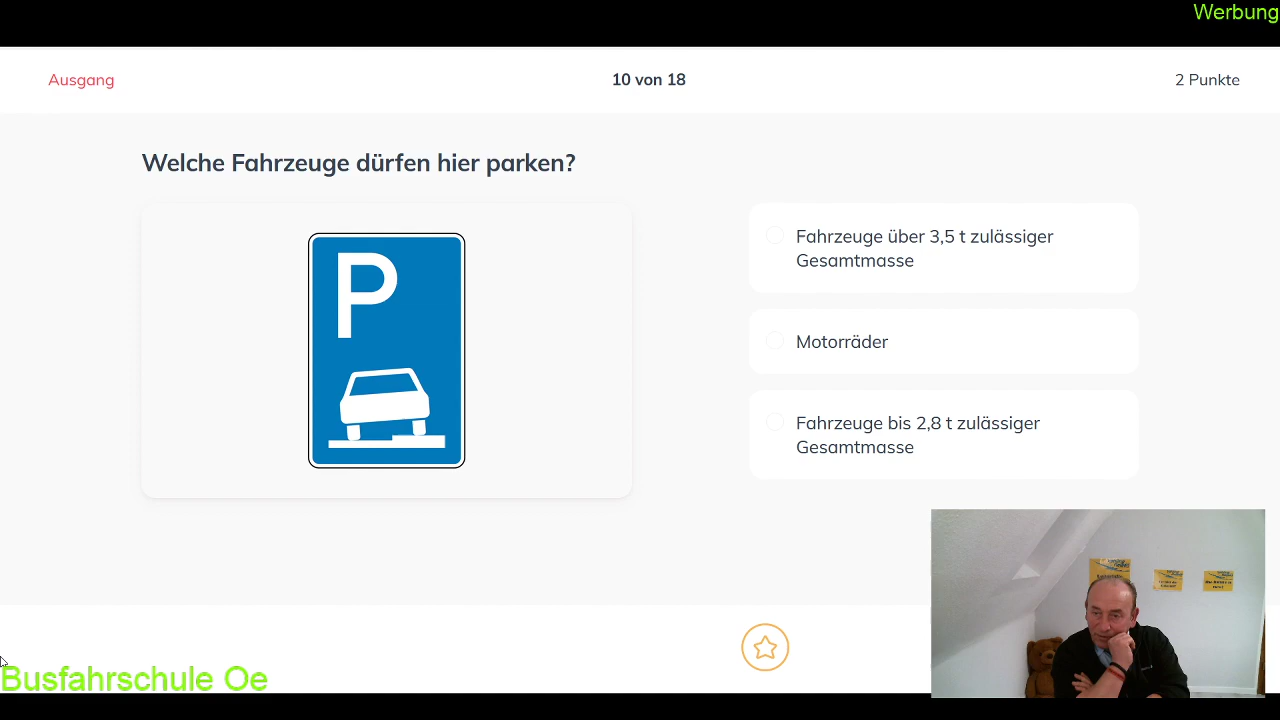 Werbung
Ausgang
10 von 18
2 Punkte
Welche Fahrzeuge dürfen hier parken?
P
Fahrzeuge über 3,5 t zulässiger
Gesamtmasse
Motorräder
Fahrzeuge bis 2,8 t zulässiger
Gesamtmasse
Busfahrschule Oe